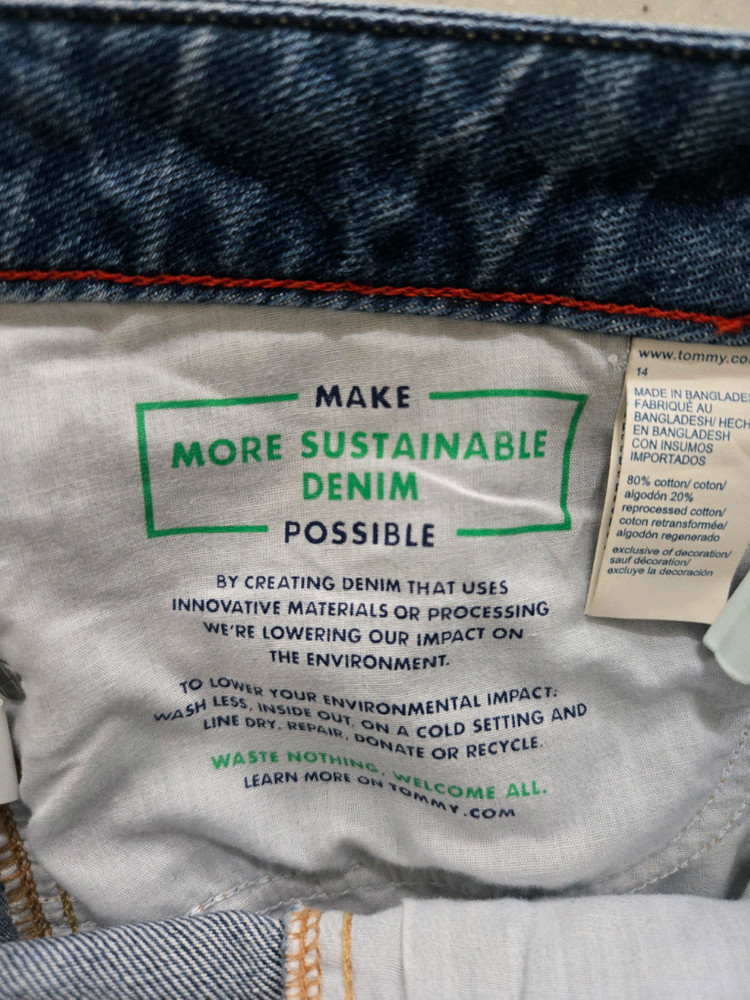 MAKE
MORE SUSTAINABLE
DENIM
POSSIBLE
BY CREATING DENIM THAT USES
INNOVATIVE MATERIALS OR PROCESSING
WE'RE LOWERING OUR IMPACT ON
THE ENVIRONMENT.
TO LOWER YOUR ENVIRONMENTAL IMPACT:
WASH LESS, INSIDE OUT, ON A COLD SETTING AND
LINE DRY. REPAIR, DONATE OR RECYCLE.
WASTE NOTHING. WELCOME ALL.
LEARN MORE ON TOMMY.COM
www.tommy.co
14
MADE IN BANGLADES
FABRIQUÉ AU
BANGLADESH/ HECH
EN BANGLADESH
CON INSUMOS
IMPORTADOS
80% cotton/ coton/
algodón 20%
reprocessed cotton/
coton retransformée/
algodón regenerado
exclusive of decoration/
sauf décoration/
excluye la decoración